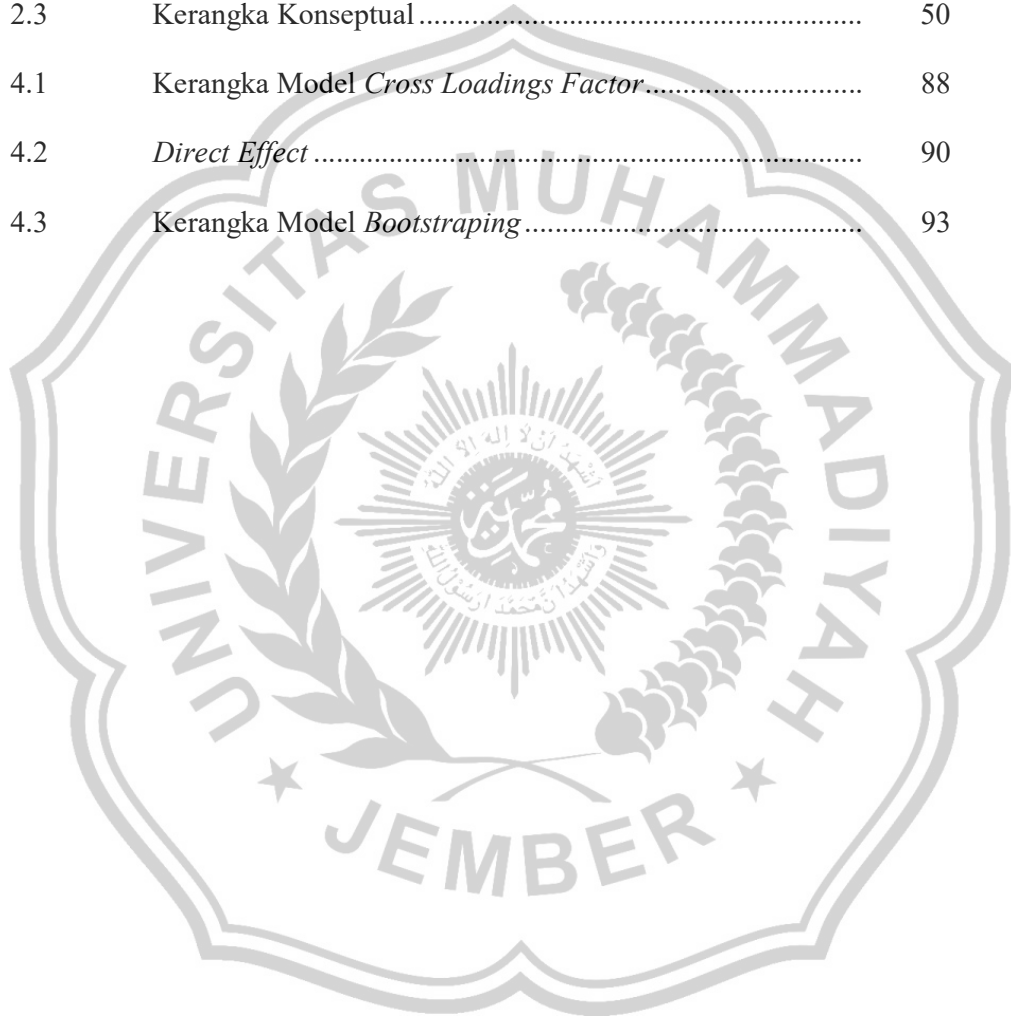 2.3 Kerangka Konseptual ........................................................... 50
4.1 Kerangka Model Cross Loadings Factor ............................. 88
4.2 Direct Effect ......................................................................... 90
4.3 Kerangka Model Bootstraping ............................................. 93
UNIVERSITAS MUHAMMADIYAH
JEMBER